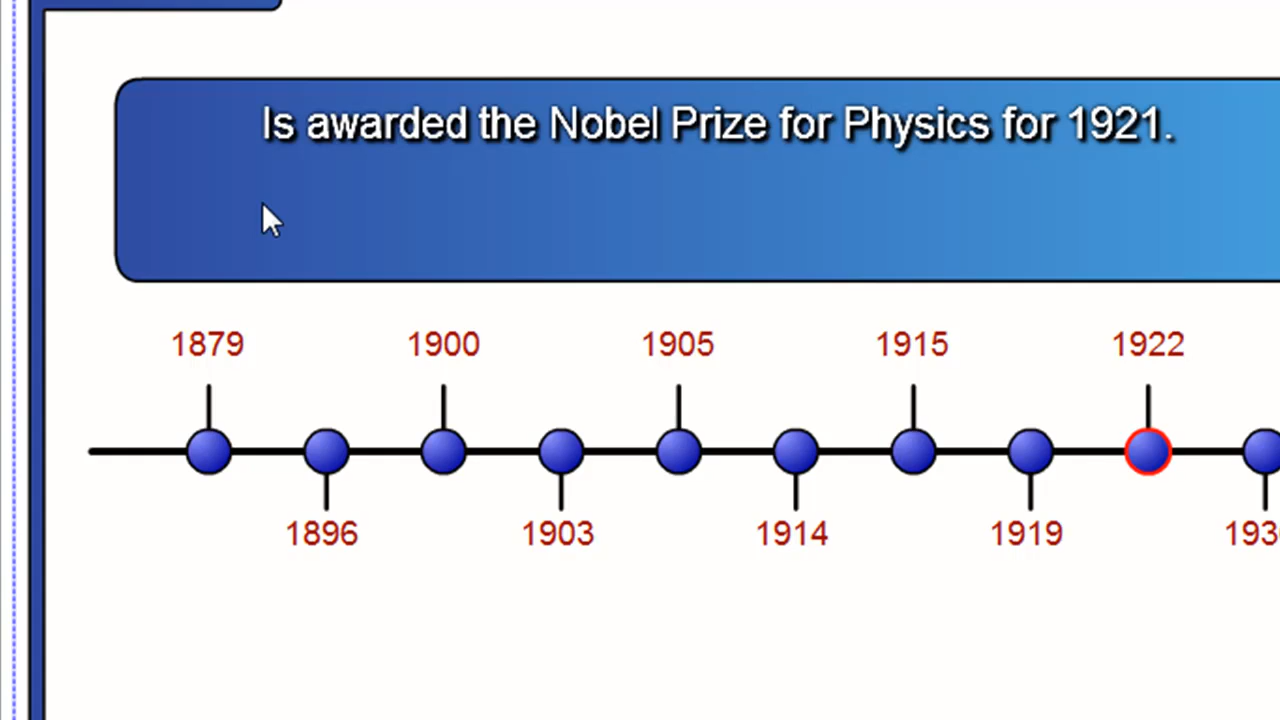 Is awarded the Nobel Prize for Physics for 1921.
1879 1900 1905 1915 1922
1896 1903 1914 1919